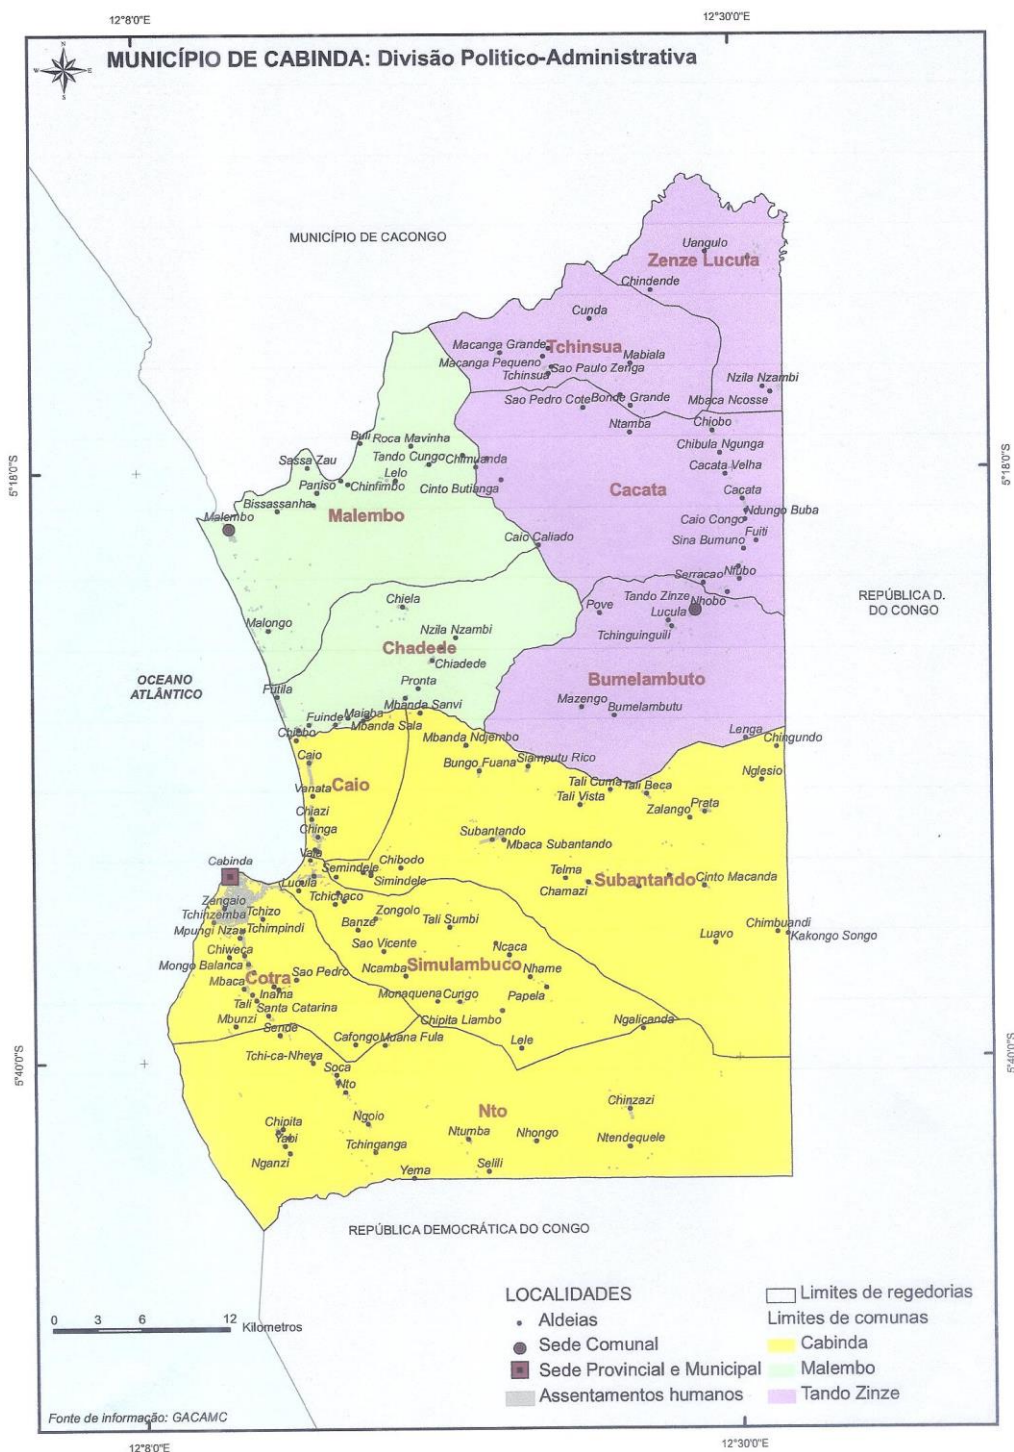 12°8'0"E
12°30'0"E
MUNICÍPIO DE CABINDA: Divisão Politico-Administrativa
N
W E
S
MUNICÍPIO DE CACONGO
Uangulo
Zenze Lucula
Chindende
Cunda
Macanga Grande
Tchinsua
Macanga Pequeno
Mabiala
Sao Paulo Zenga
Tchinsua
Nzila Nzambi
Mbaca Ncosse
Sao Pedro Cote
Bonde Grande
Ntamba
Chiobo
Buli
Roca Mavinha
Chibula Ngunga
Sassa Zau
Tando Cungo
Chimuanda
Cacata Velha
5°18'0"S
5°18'0"S
Lelo
Paniso
Chinfimbo
Cinto Butianga
Cacata
Cacata
Bissassanha
Malembo
Malembo
Ndungo Buba
Caio Congo
Fuiti
Caio Caliado
Sina Bumuno
Ntubo
Serracao
REPÚBLICA D.
DO CONGO
Tando Zinze
Nhobo
Chiela
Pove
Lucula
Malongo
Nzila Nzambi
Tchinguinguili
Chadede
Chiadede
OCEANO
ATLÂNTICO
Bumelambuto
Pronta
Futila
Mbanda Sanvi
Mazengo
Bumelambutu
Fuinde
Maiaba
Mbanda Sala
Chiobo
Mbanda Ndjembo
Lenga
Chingundo
Caio
Bungo Fuana
Siamputu Rico
Nglesio
Caio
Tali Cuma
Tali Beca
Vanata
Tali Vista
Prata
Zalango
Chiazi
Chinga
Subantando
Mbaca Subantando
Vala
Cabinda
Chibodo
Semindele
Simindele
Telma
Subantando
Cinto Macanda
Lucula
Chamazi
Tchichaco
Zengaio
Tchinzemba
Tchizo
Banze
Zongolo
Tali Sumbi
Mpungi Nzau
Tchimpindi
Chimbuandi
Kakongo Songo
Luavo
Chiweca
Sao Vicente
Ncaca
Mongo Balanca
Simulambuco
Mbaca
Cotra
Sao Pedro
Ncamba
Nhame
Inama
Monaquena
Curigo
Papela
Tali
Santa Catarina
Chipita Liambo
Mbunzi
Sende
Ngalicanda
Cafongo
Muana Fula
Lele
Tchi-ca-Nheva
5°40'0"S
5°40'0"S
Soca
Nto
Nto
Chinzazi
Chipita
Ngoio
Yabi
Ntumba
Nhongo
Ntendequele
Nganzi
Tchinganga
Yema
Selili
REPÚBLICA DEMOCRÁTICA DO CONGO
LOCALIDADES
Aldeias
Sede Comunal
Sede Provincial e Municipal
Assentamentos humanos
Limites de regedorias
Limites de comunas
Cabinda
Malembo
Tando Zinze
0 3 6 12
Kilometros
Fonte de informação: GACAMC
12°8'0"E
12°30'0"E